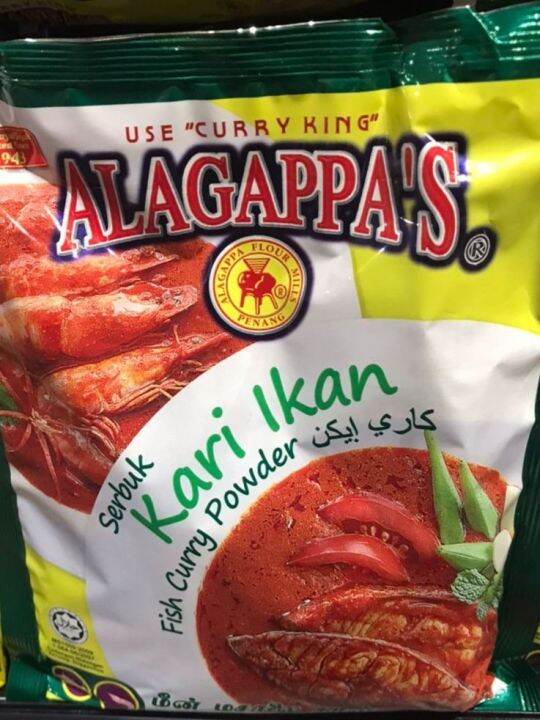 USE "CURRY KING"
ALAGAPPA'S ®
ALAGAPPA FLOUR MILLS
PENANG
®
Serbuk
Kari Ikan
Fish Curry Powder
كاري ايكن
மீன்